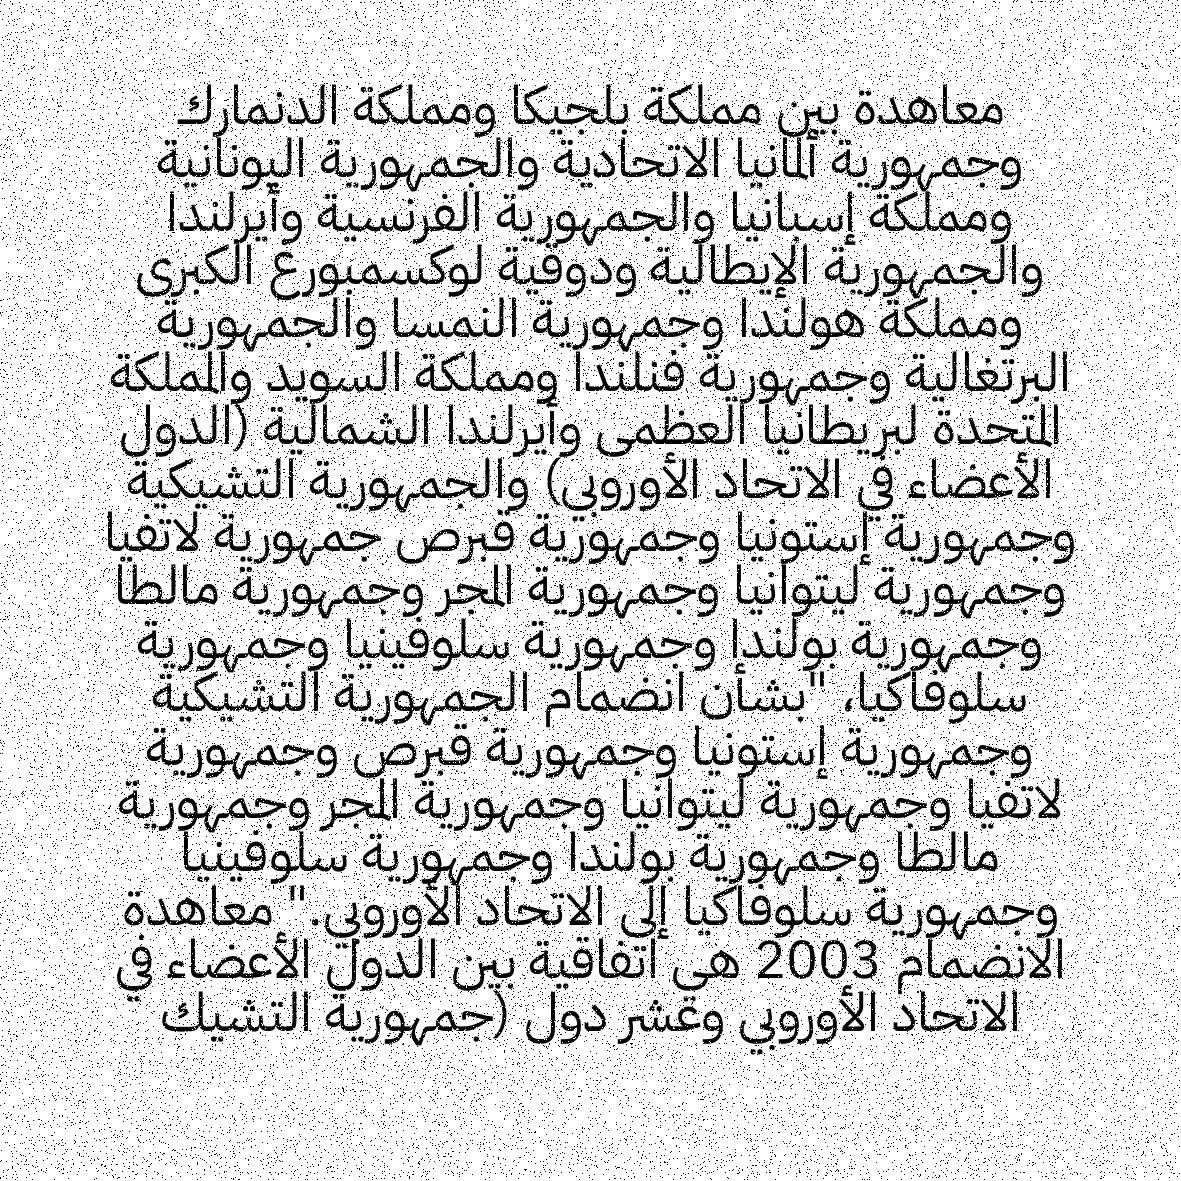 معاهدة بين مملكة بلجيكا ومملكة الدنمارك
وجمهورية ألمانيا الاتحادية والجمهورية اليونانية
ومملكة إسبانيا والجمهورية الفرنسية وأيرلندا
والجمهورية الإيطالية ودوقية لوكسمبورع الكبرى
ومملكة هولندا وجمهورية النمسا والجمهورية
البرتغالية وجمهورية فنلندا ومملكة السويد والمملكة
المتحدة لبريطانيا العظمى وأيرلندا الشمالية (الدول
الأعضاء في الاتحاد الأوروبي) والجمهورية التشيكية
وجمهورية إستونيا وجمهورية قبرص جمهورية لاتفيا
وجمهورية ليتوانيا وجمهورية المجر وجمهورية مالطا
وجمهورية بولندا وجمهورية سلوفينيا وجمهورية
سلوفاكيا، "بشأن انضمام الجمهورية التشيكية
وجمهورية إستونيا وجمهورية قبرص وجمهورية
لاتفيا وجمهورية ليتوانيا وجمهورية المجر وجمهورية
مالطا وجمهورية بولندا وجمهورية سلوفينيا
وجمهورية سلوفاكيا إلى الاتحاد الأوروبي." معاهدة
الانضمام 2003 هى اتفاقية بين الدول الأعضاء في
الاتحاد الأوروبي وعشر دول (جمهورية التشيك